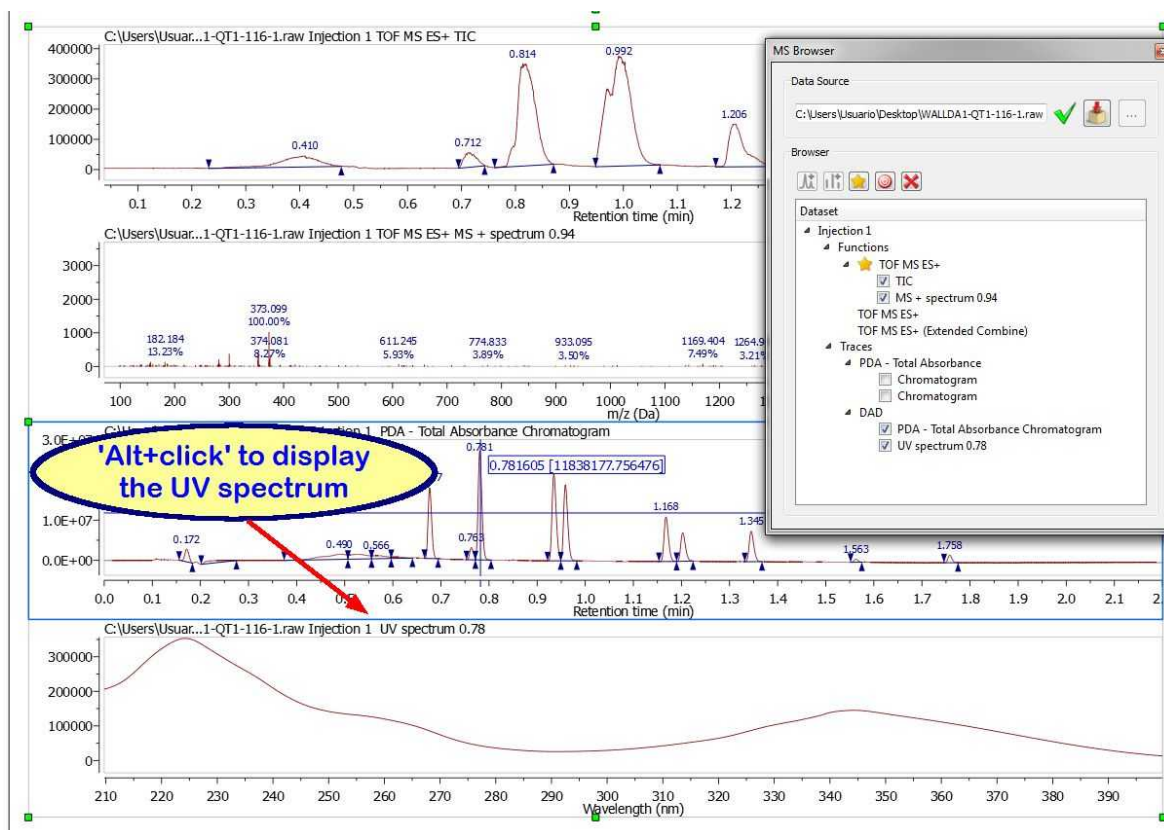 C:\Users\Usuar...1-QT1-116-1.raw Injection 1 TOF MS ES+ TIC
400000
300000
200000
100000
0
0.410
0.712
0.814
0.992
1.206
0.1 0.2 0.3 0.4 0.5 0.6 0.7 0.8 0.9 1.0 1.1 1.2
Retention time (min)
C:\Users\Usuar...1-QT1-116-1.raw Injection 1 TOF MS ES+ MS + spectrum 0.94
3000
2000
1000
0
373.099
100.00%
182.184
13.23%
374.081
8.27%
611.245
5.93%
774.833
3.89%
933.095
3.50%
1169.404
7.49%
3.21%
100 200 300 400 500 600 700 800 900 1000 1100 1200
m/z (Da)
Injection 1 PDA - Total Absorbance Chromatogram
1.0E+07
0.0E+00
'Alt+click' to display
the UV spectrum
0.781
0.781605 [11838177.756476]
0.172
0.490
0.566
0.763
1.168
1.345
1.563
1.758
0.0 0.1 0.2 0.3 0.4 0.6 0.7 0.8 0.9 1.0 1.1 1.2 1.3 1.4 1.5 1.6 1.7 1.8 1.9 2.0 2.1
Retention time (min)
C:\Users\Usuar...1-QT1-116-1.raw Injection 1 UV spectrum 0.78
300000
200000
100000
0
210 220 230 240 250 260 270 280 290 300 310 320 330 340 350 360 370 380 390
Wavelength (nm)
MS Browser
Data Source
C:\Users\Usuario\Desktop\WALLDA1-QT1-116-1.raw
...
Browser
Dataset
Injection 1
Functions
TOF MS ES+
TIC
MS + spectrum 0.94
TOF MS ES+
TOF MS ES+ (Extended Combine)
Traces
PDA - Total Absorbance
Chromatogram
Chromatogram
DAD
PDA - Total Absorbance Chromatogram
UV spectrum 0.78